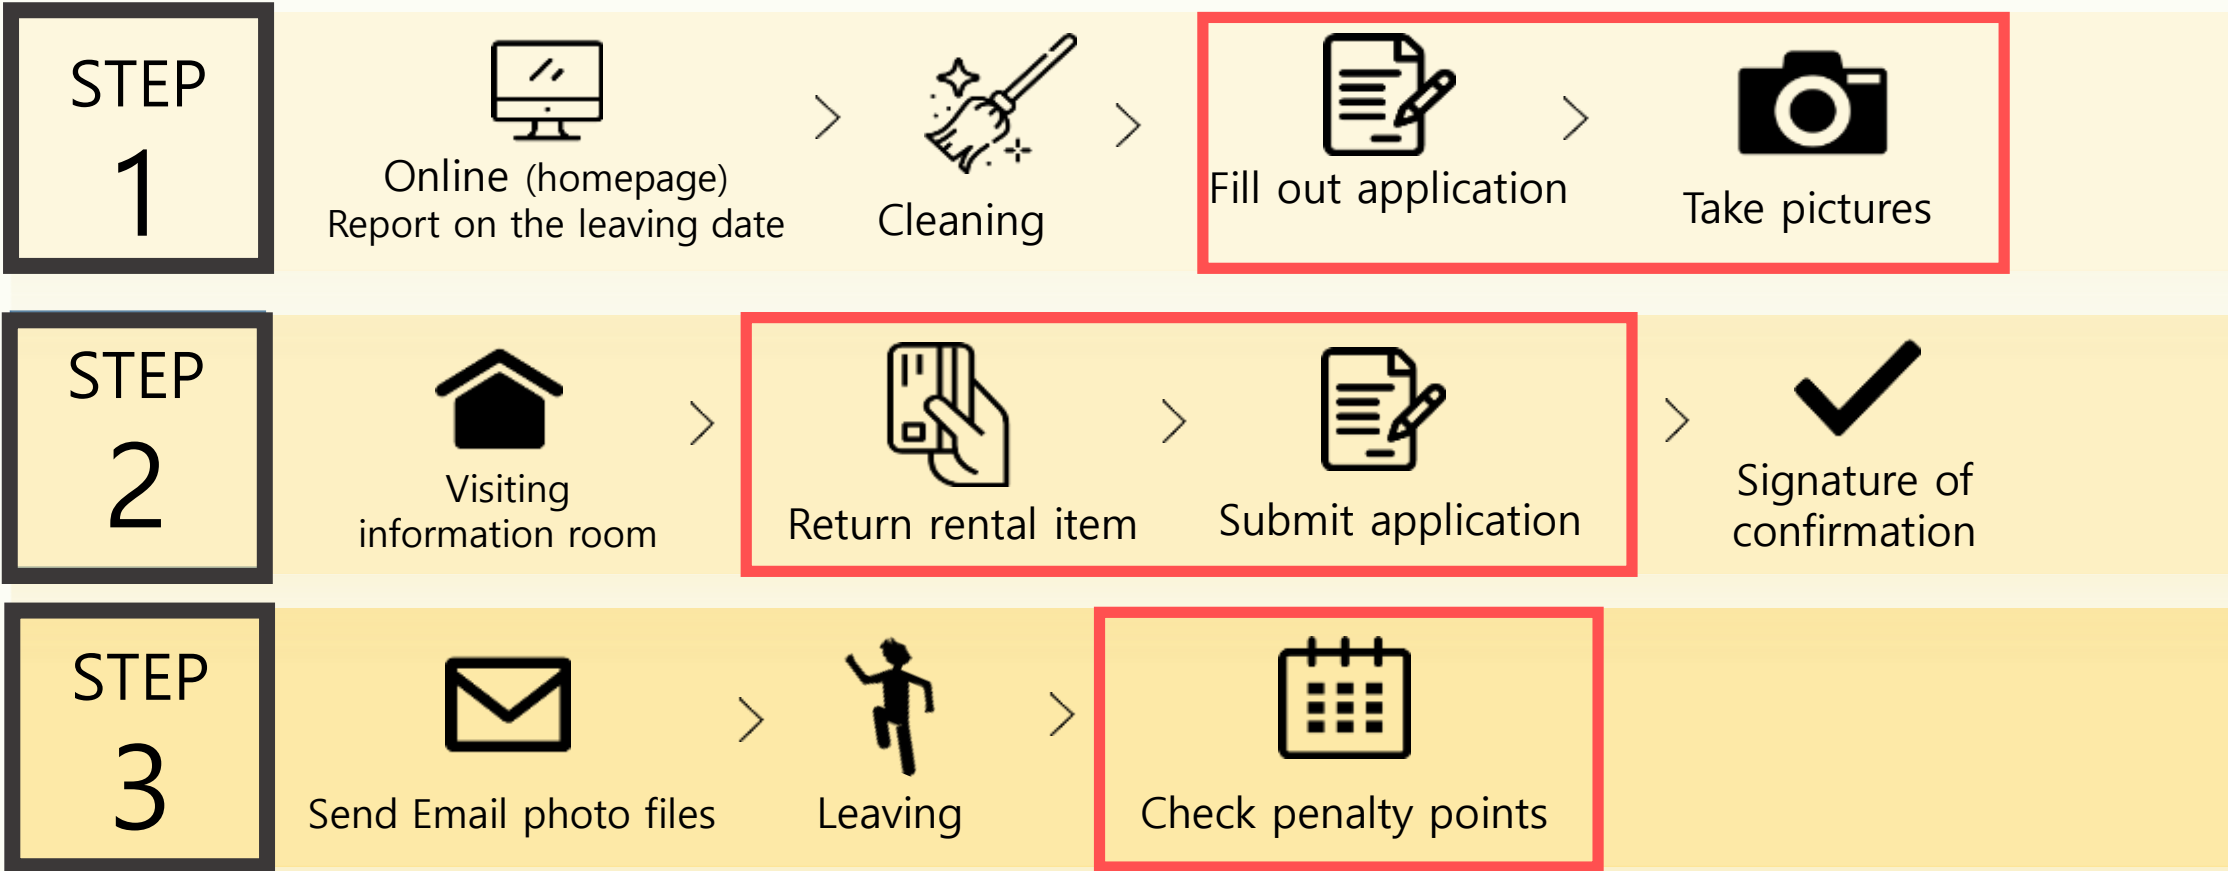 STEP
1
Online (homepage)
Report on the leaving date
Cleaning
Fill out application
Take pictures
STEP
2
Visiting
information room
Return rental item
Submit application
Signature of
confirmation
STEP
3
Send Email photo files
Leaving
Check penalty points